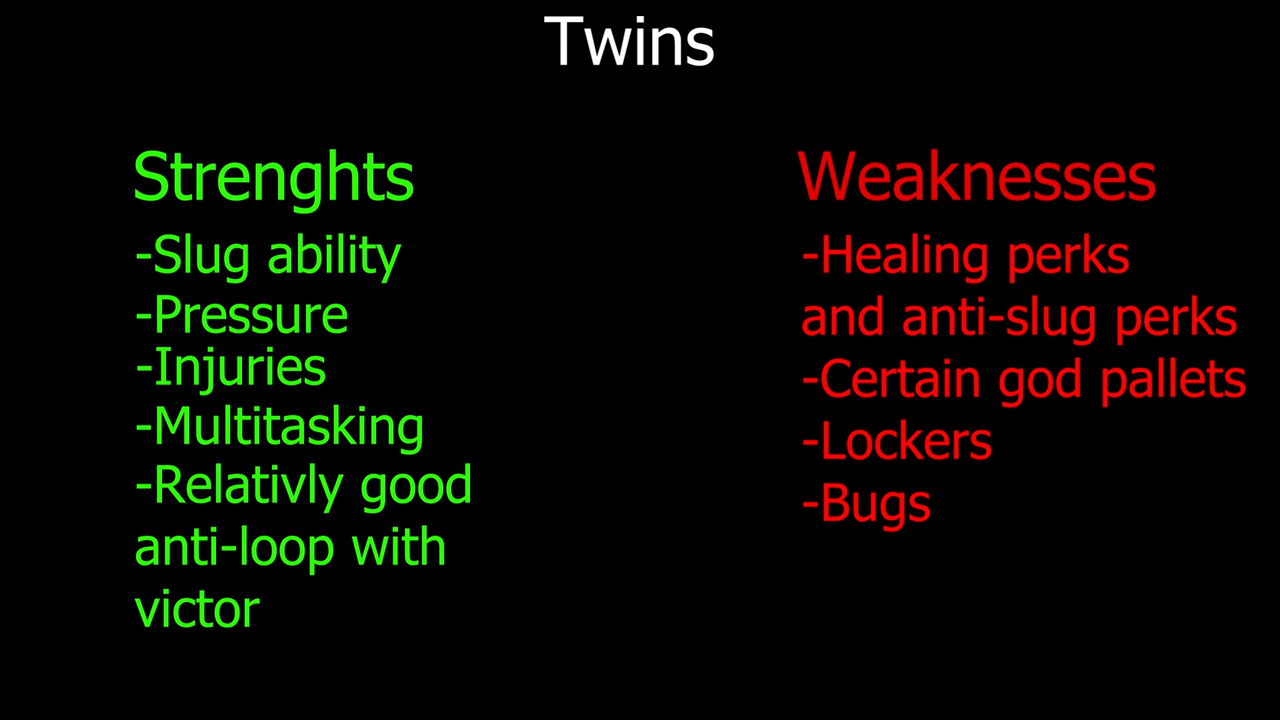 Twins
Strenghts
-Slug ability
-Pressure
-Injuries
-Multitasking
-Relativly good
anti-loop with
victor
Weaknesses
-Healing perks
and anti-slug perks
-Certain god pallets
-Lockers
-Bugs